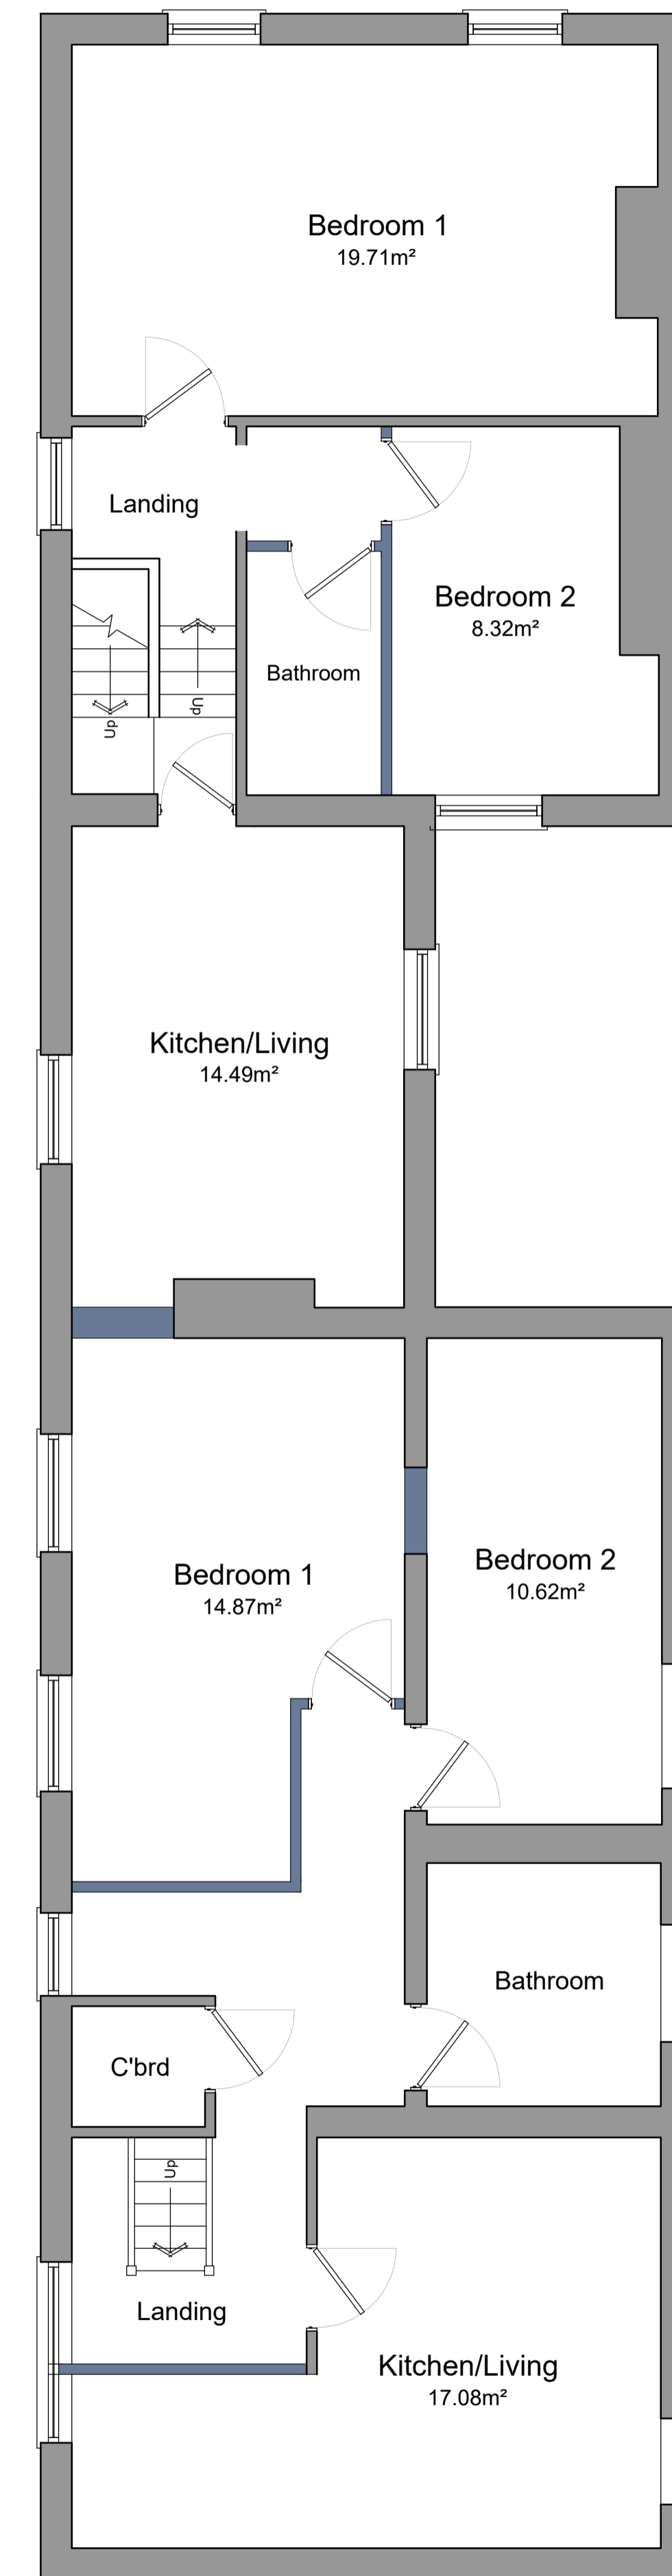 Bedroom 1
19.71m²
Landing
Bedroom 2
8.32m²
Bathroom
Up
Up
Kitchen/Living
14.49m²
Bedroom 2
10.62m²
Bedroom 1
14.87m²
Bathroom
C'brd
Up
Landing
Kitchen/Living
17.08m²